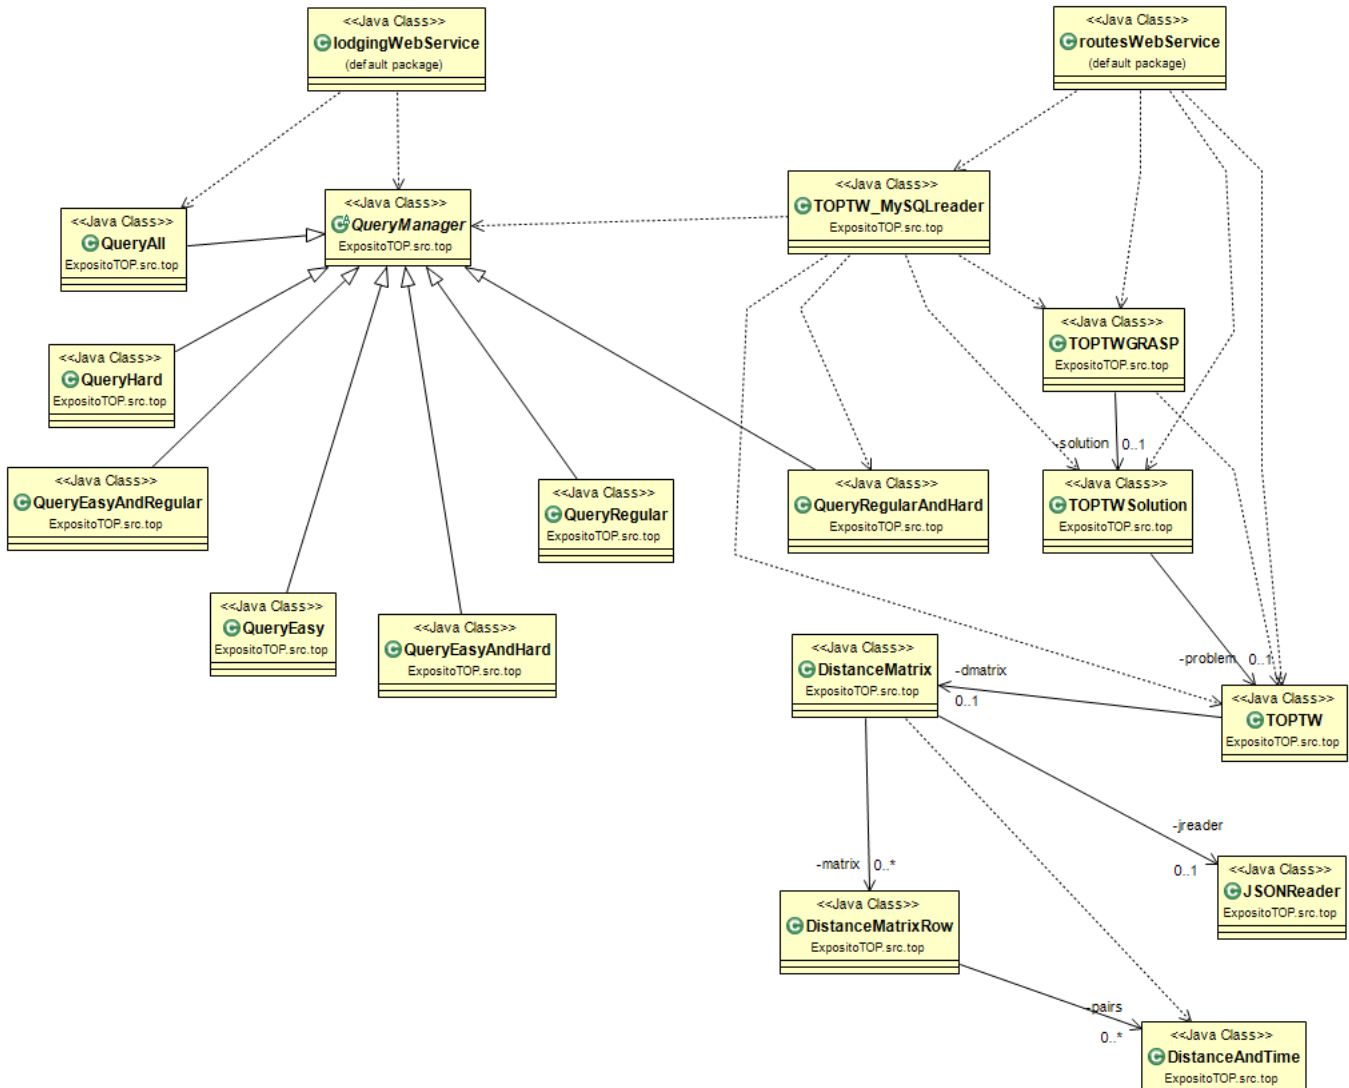 <<Java Class>>
lodgingWebService
(default package)
<<Java Class>>
routesWebService
(default package)
<<Java Class>>
QueryAll
ExpositoTOP.src.top
<<Java Class>>
QueryManager
ExpositoTOP.src.top
<<Java Class>>
TOPTW_MySQLreader
ExpositoTOP.src.top
<<Java Class>>
TOPTWGRASP
ExpositoTOP.src.top
<<Java Class>>
QueryHard
ExpositoTOP.src.top
-solution
0..1
<<Java Class>>
QueryEasyAndRegular
ExpositoTOP.src.top
<<Java Class>>
QueryRegular
ExpositoTOP.src.top
<<Java Class>>
QueryRegularAndHard
ExpositoTOP.src.top
<<Java Class>>
TOPTWSolution
ExpositoTOP.src.top
<<Java Class>>
QueryEasy
ExpositoTOP.src.top
<<Java Class>>
QueryEasyAndHard
ExpositoTOP.src.top
<<Java Class>>
DistanceMatrix
ExpositoTOP.src.top
-dmatrix
0..1
-problem
0..1
<<Java Class>>
TOPTW
ExpositoTOP.src.top
-jreader
0..1
-matrix
0..*
<<Java Class>>
JSONReader
ExpositoTOP.src.top
<<Java Class>>
DistanceMatrixRow
ExpositoTOP.src.top
-pairs
0..*
<<Java Class>>
DistanceAndTime
ExpositoTOP.src.top